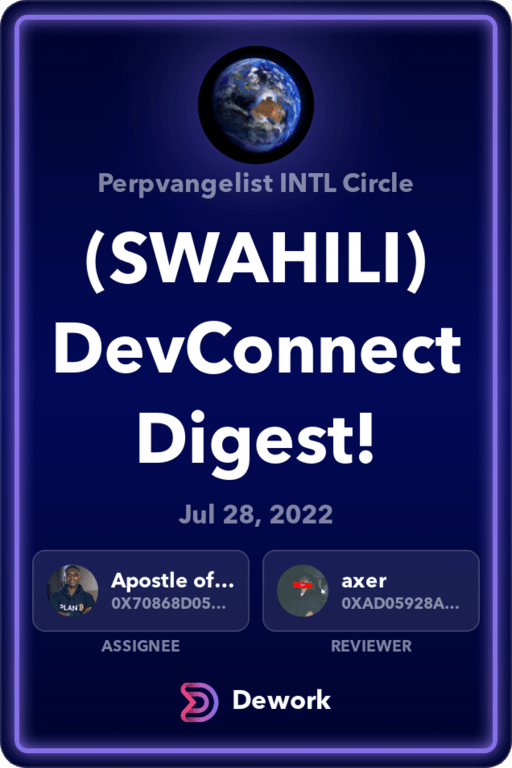 Perpvangelist INTL Circle
(SWAHILI)
DevConnect
Digest!
Jul 28, 2022
Apostle of...
0X70868D05...
ASSIGNEE
axer
0XAD05928A...
REVIEWER
PLAN
Dework